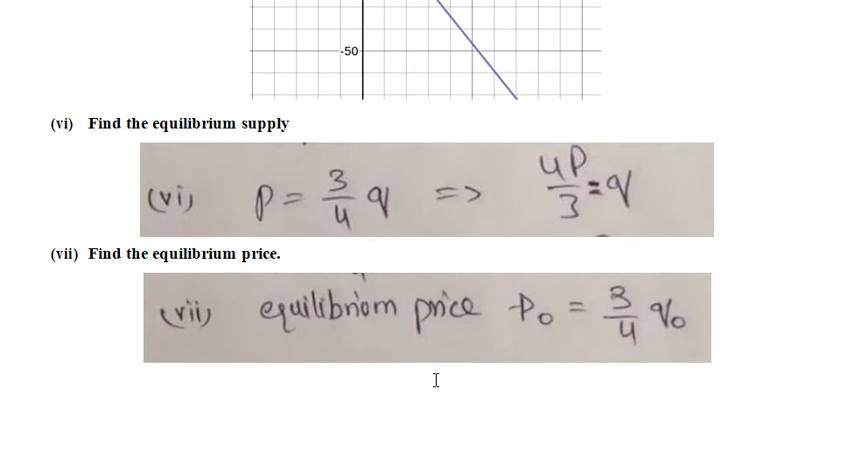 -50
(vi) Find the equilibrium supply
(vi) p = 3/4 q => 4P/3 = q
(vii) Find the equilibrium price.
(vii) equilibriom price Po = 3/4 qo